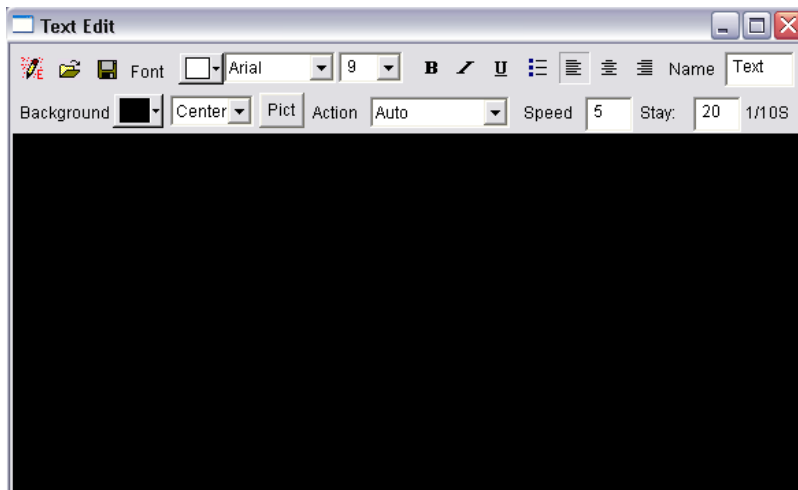 Text Edit
Font Arial 9 B I U Name Text
Background Center Pict Action Auto Speed 5 Stay: 20 1/10S